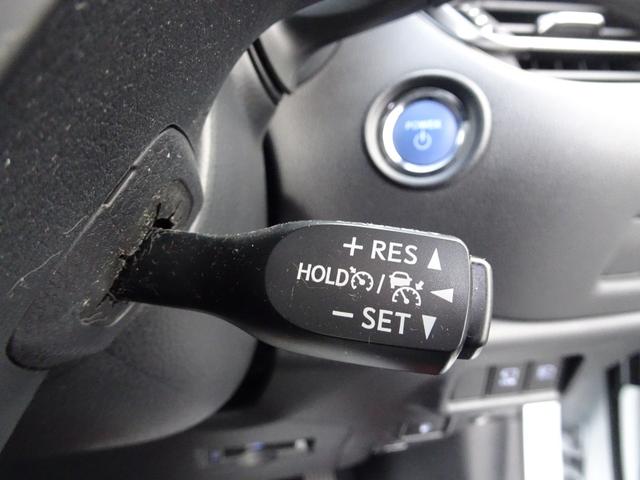 POWER
+ RES ▲
HOLD / ◄
− SET ▼